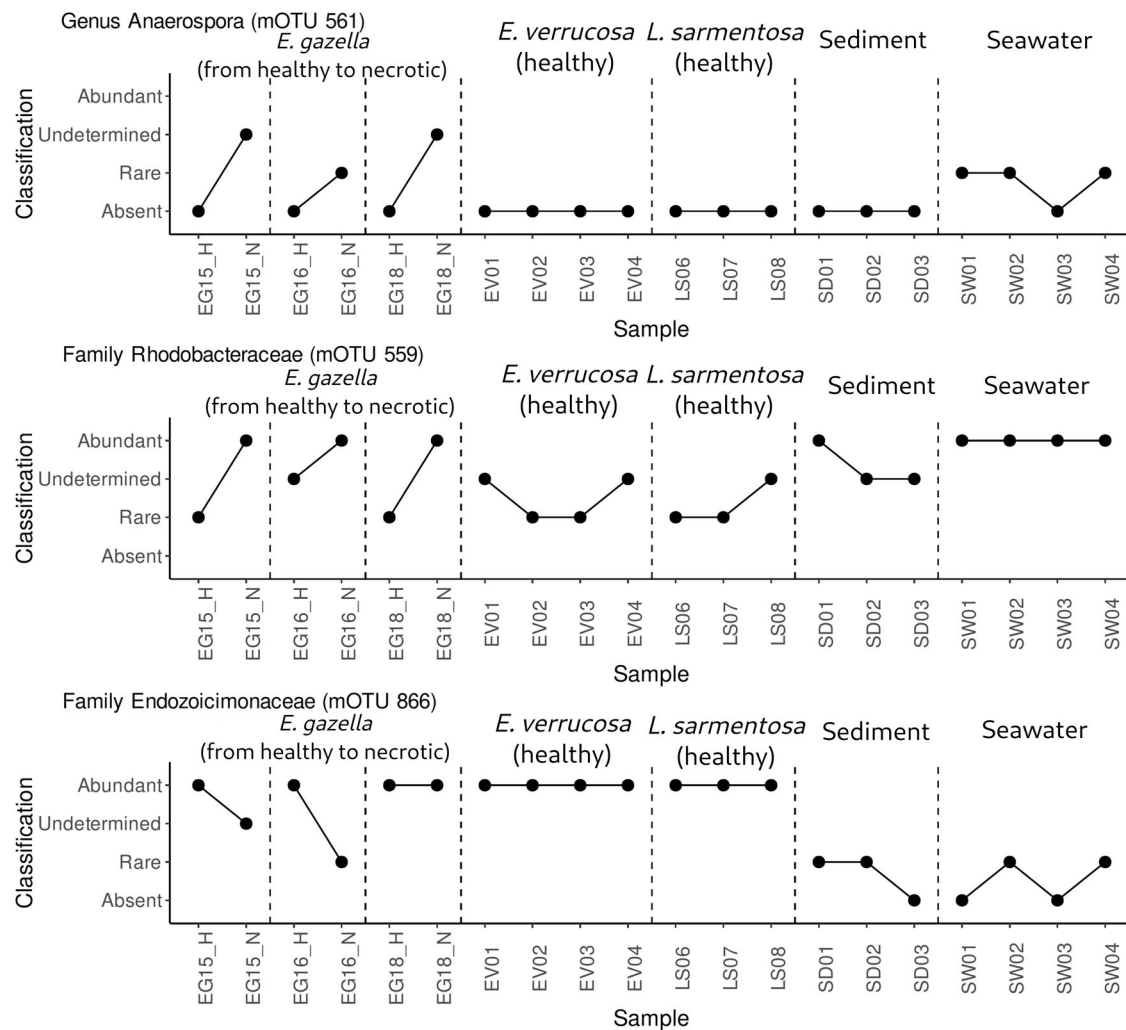 Genus Anaerospora (mOTU 561)
E. gazella
(from healthy to necrotic)
E. verrucosa
(healthy)
L. sarmentosa
(healthy)
Sediment
Seawater
Classification
Abundant
Undetermined
Rare
Absent
EG15_H
EG15_N
EG16_H
EG16_N
EG18_H
EG18_N
EV01
EV02
EV03
EV04
LS06
LS07
LS08
SD01
SD02
SD03
SW01
SW02
SW03
SW04
Sample
Family Rhodobacteraceae (mOTU 559)
E. gazella
(from healthy to necrotic)
E. verrucosa
(healthy)
L. sarmentosa
(healthy)
Sediment
Seawater
Classification
Abundant
Undetermined
Rare
Absent
EG15_H
EG15_N
EG16_H
EG16_N
EG18_H
EG18_N
EV01
EV02
EV03
EV04
LS06
LS07
LS08
SD01
SD02
SD03
SW01
SW02
SW03
SW04
Sample
Family Endozoicimonaceae (mOTU 866)
E. gazella
(from healthy to necrotic)
E. verrucosa
(healthy)
L. sarmentosa
(healthy)
Sediment
Seawater
Classification
Abundant
Undetermined
Rare
Absent
EG15_H
EG15_N
EG16_H
EG16_N
EG18_H
EG18_N
EV01
EV02
EV03
EV04
LS06
LS07
LS08
SD01
SD02
SD03
SW01
SW02
SW03
SW04
Sample